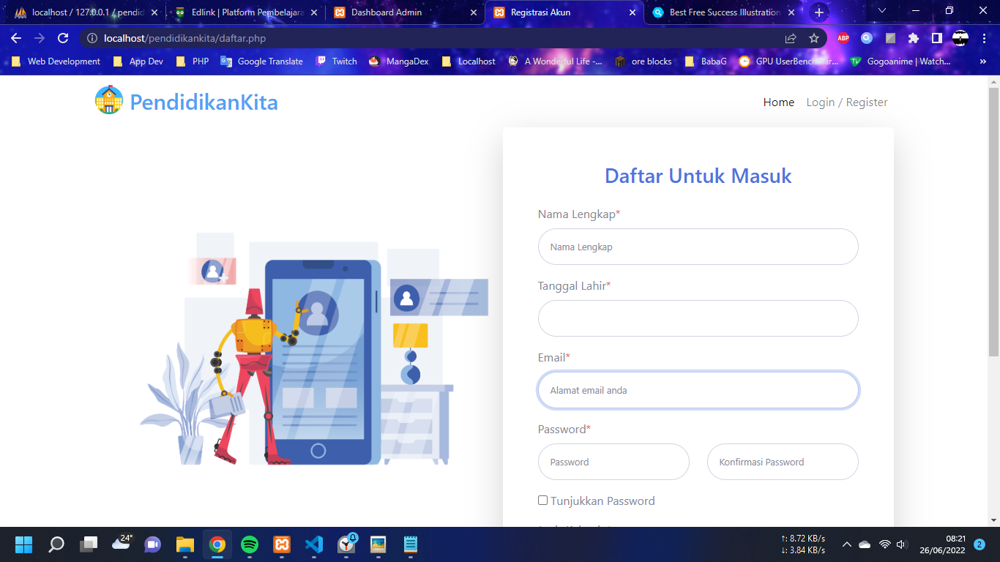 localhost / 127.0.0.1 / pendid
Edlink | Platform Pembelajara
Dashboard Admin
Registrasi Akun
Best Free Success Illustration
localhost/pendidikankita/daftar.php
ABP
Web Development
App Dev
PHP
Google Translate
Twitch
MangaDex
Localhost
A Wonderful Life -...
ore blocks
BabaG
GPU UserBenchmar...
Gogoanime | Watch...
»
PendidikanKita
Home
Login / Register
Daftar Untuk Masuk
Nama Lengkap*
Nama Lengkap
Tanggal Lahir*
Email*
Alamat email anda
Password*
Password
Konfirmasi Password
Tunjukkan Password
24°
↑: 8.72 KB/s
↓: 3.84 KB/s
08:21
26/06/2022
2